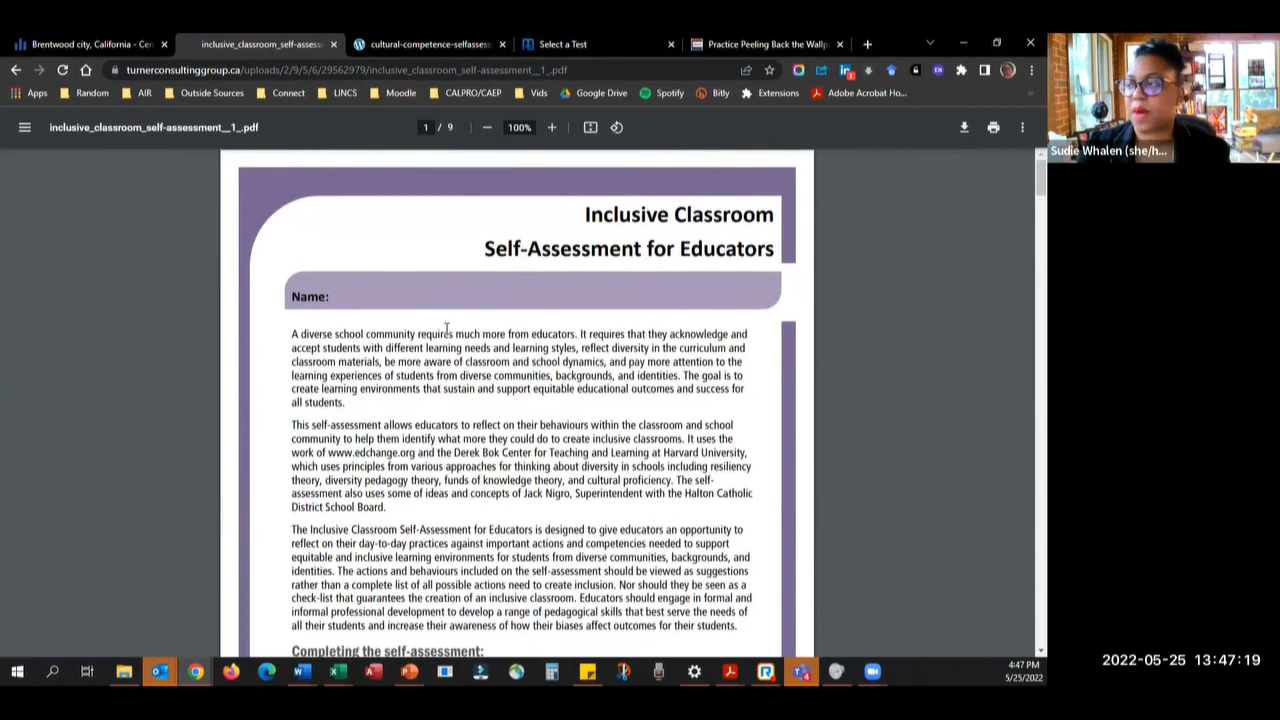 Brentwood city, California - Cen
inclusive_classroom_self-assess
cultural-competence-selfassess
Select a Test
Practice Peeling Back the Wallp
turnerconsultinggroup.ca/uploads/2/9/5/6/29562979/inclusive_classroom_self-assessment__1_.pdf
Apps Random AIR Outside Sources Connect LINCS Moodle CALPRO/CAEP Vids Google Drive Spotify Bitly Extensions Adobe Acrobat Ho...
inclusive_classroom_self-assessment__1_.pdf
1 / 9
100%
Sudie Whalen (she/h...
Inclusive Classroom
Self-Assessment for Educators
Name:
A diverse school community requires much more from educators. It requires that they acknowledge and
accept students with different learning needs and learning styles, reflect diversity in the curriculum and
classroom materials, be more aware of classroom and school dynamics, and pay more attention to the
learning experiences of students from diverse communities, backgrounds, and identities. The goal is to
create learning environments that sustain and support equitable educational outcomes and success for
all students.
This self-assessment allows educators to reflect on their behaviours within the classroom and school
community to help them identify what more they could do to create inclusive classrooms. It uses the
work of www.edchange.org and the Derek Bok Center for Teaching and Learning at Harvard University,
which uses principles from various approaches for thinking about diversity in schools including resiliency
theory, diversity pedagogy theory, funds of knowledge theory, and cultural proficiency. The self-
assessment also uses some of ideas and concepts of Jack Nigro, Superintendent with the Halton Catholic
District School Board.
The Inclusive Classroom Self-Assessment for Educators is designed to give educators an opportunity to
reflect on their day-to-day practices against important actions and competencies needed to support
equitable and inclusive learning environments for students from diverse communities, backgrounds, and
identities. The actions and behaviours included on the self-assessment should be viewed as suggestions
rather than a complete list of all possible actions need to create inclusion. Nor should they be seen as a
check-list that guarantees the creation of an inclusive classroom. Educators should engage in formal and
informal professional development to develop a range of pedagogical skills that best serve the needs of
all their students and increase their awareness of how their biases affect outcomes for their students.
Completing the self-assessment:
4:47 PM
5/25/2022
2022-05-25 13:47:19